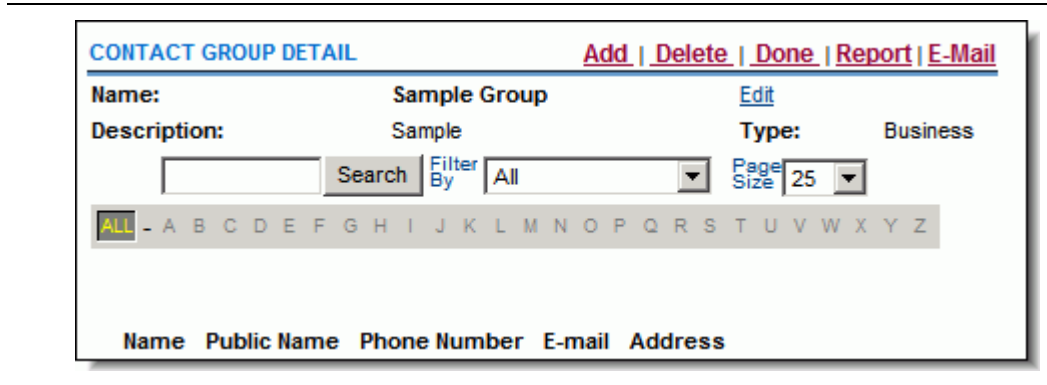 CONTACT GROUP DETAIL Add | Delete | Done | Report | E-Mail
Name: Sample Group Edit
Description: Sample Type: Business
Search Filter By All Page Size 25
ALL - A B C D E F G H I J K L M N O P Q R S T U V W X Y Z
Name Public Name Phone Number E-mail Address